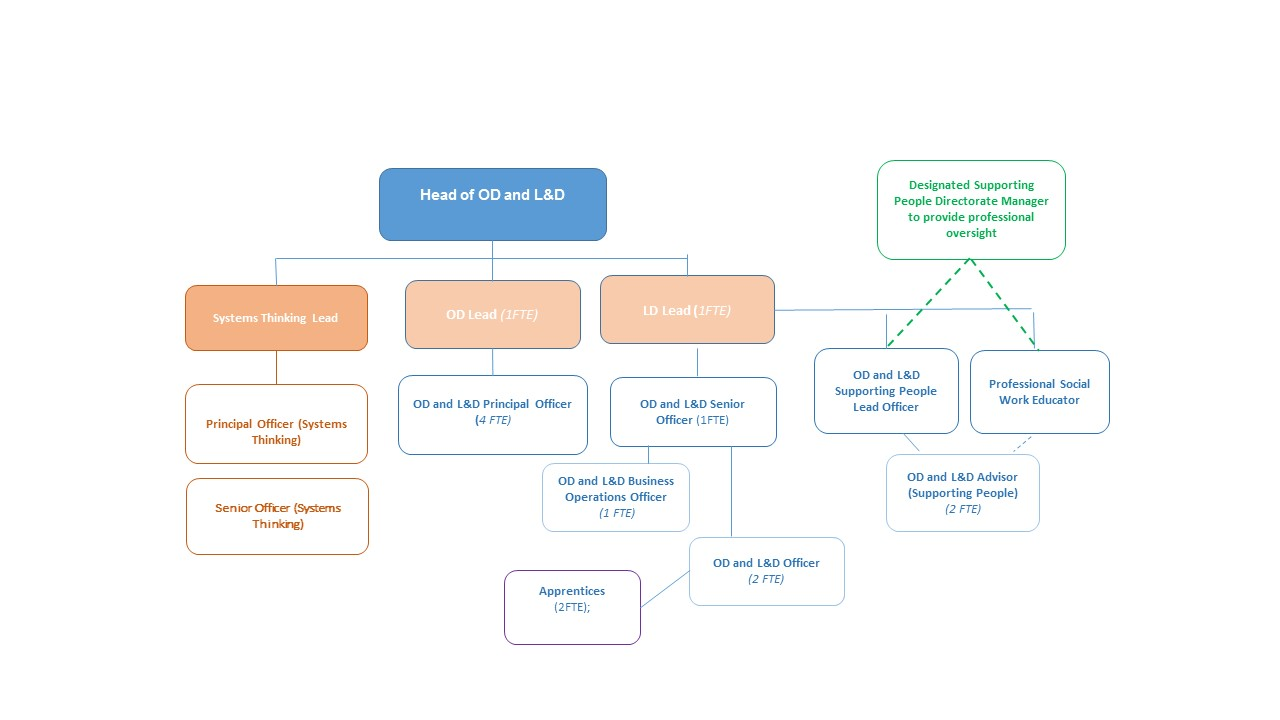 Head of OD and L&D
Designated Supporting
People Directorate Manager
to provide professional
oversight
Systems Thinking Lead
OD Lead (1FTE)
LD Lead (1FTE)
Principal Officer (Systems
Thinking)
OD and L&D Principal Officer
(4 FTE)
OD and L&D Senior
Officer (1FTE)
OD and L&D
Supporting People
Lead Officer
Professional Social
Work Educator
Senior Officer (Systems
Thinking)
OD and L&D Business
Operations Officer
(1 FTE)
OD and L&D Advisor
(Supporting People)
(2 FTE)
OD and L&D Officer
(2 FTE)
Apprentices
(2FTE);